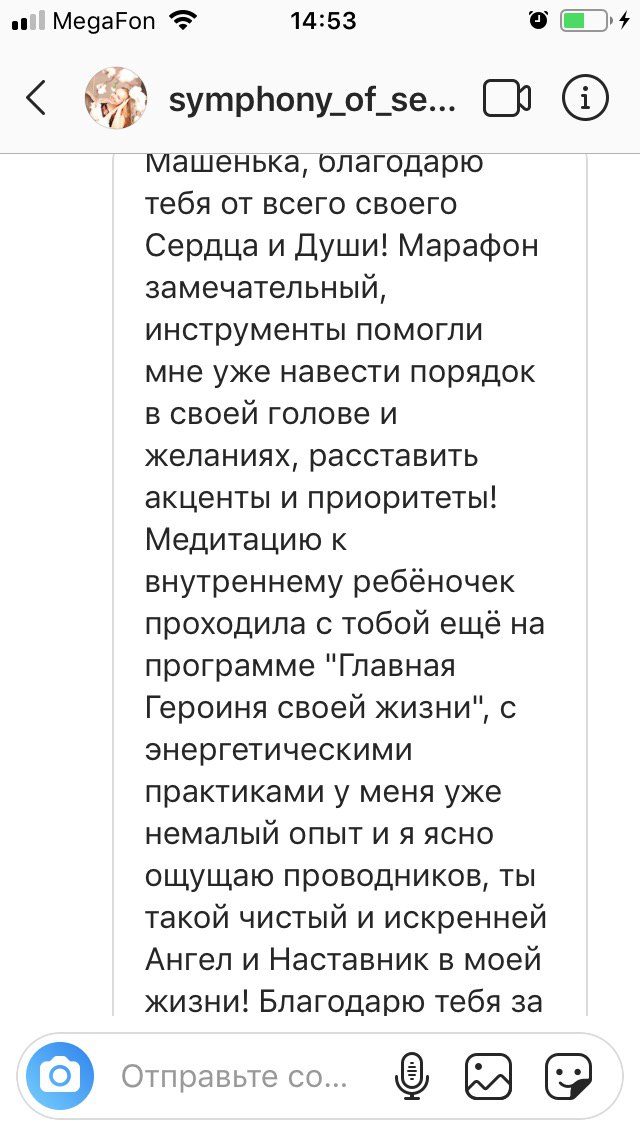 MegaFon 14:53
symphony_of_se...
Машенька, благодарю
тебя от всего своего
Сердца и Души! Марафон
замечательный,
инструменты помогли
мне уже навести порядок
в своей голове и
желаниях, расставить
акценты и приоритеты!
Медитацию к
внутреннему ребёночек
проходила с тобой ещё на
программе "Главная
Героиня своей жизни", с
энергетическими
практиками у меня уже
немалый опыт и я ясно
ощущаю проводников, ты
такой чистый и искренней
Ангел и Наставник в моей
жизни! Благодарю тебя за
Отправьте со...